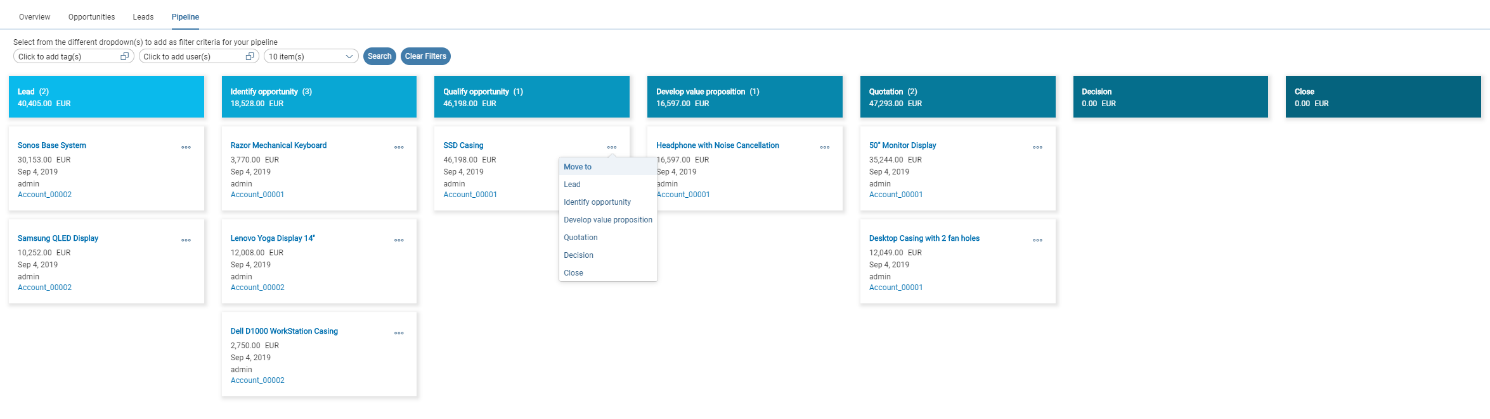 Overview Opportunities Leads Pipeline
Select from the different dropdown(s) to add as filter criteria for your pipeline
Click to add tag(s) Click to add user(s) 10 item(s) Search Clear Filters
Lead (2)
40,405.00 EUR
Sonos Base System
30,153.00 EUR
Sep 4, 2019
admin
Account_00002
Samsung QLED Display
10,252.00 EUR
Sep 4, 2019
admin
Account_00002
Identify opportunity (3)
18,528.00 EUR
Razor Mechanical Keyboard
3,770.00 EUR
Sep 4, 2019
admin
Account_00001
Lenovo Yoga Display 14"
12,008.00 EUR
Sep 4, 2019
admin
Account_00002
Dell D1000 WorkStation Casing
2,750.00 EUR
Sep 4, 2019
admin
Account_00002
Qualify opportunity (1)
46,198.00 EUR
SSD Casing
46,198.00 EUR
Sep 4, 2019
admin
Account_00001
Move to
Lead
Identify opportunity
Develop value proposition
Quotation
Decision
Close
Develop value proposition (1)
16,597.00 EUR
Headphone with Noise Cancellation
16,597.00 EUR
Sep 4, 2019
admin
Account_00001
Quotation (2)
47,293.00 EUR
50" Monitor Display
35,244.00 EUR
Sep 4, 2019
admin
Account_00001
Desktop Casing with 2 fan holes
12,049.00 EUR
Sep 4, 2019
admin
Account_00001
Decision
0.00 EUR
Close
0.00 EUR